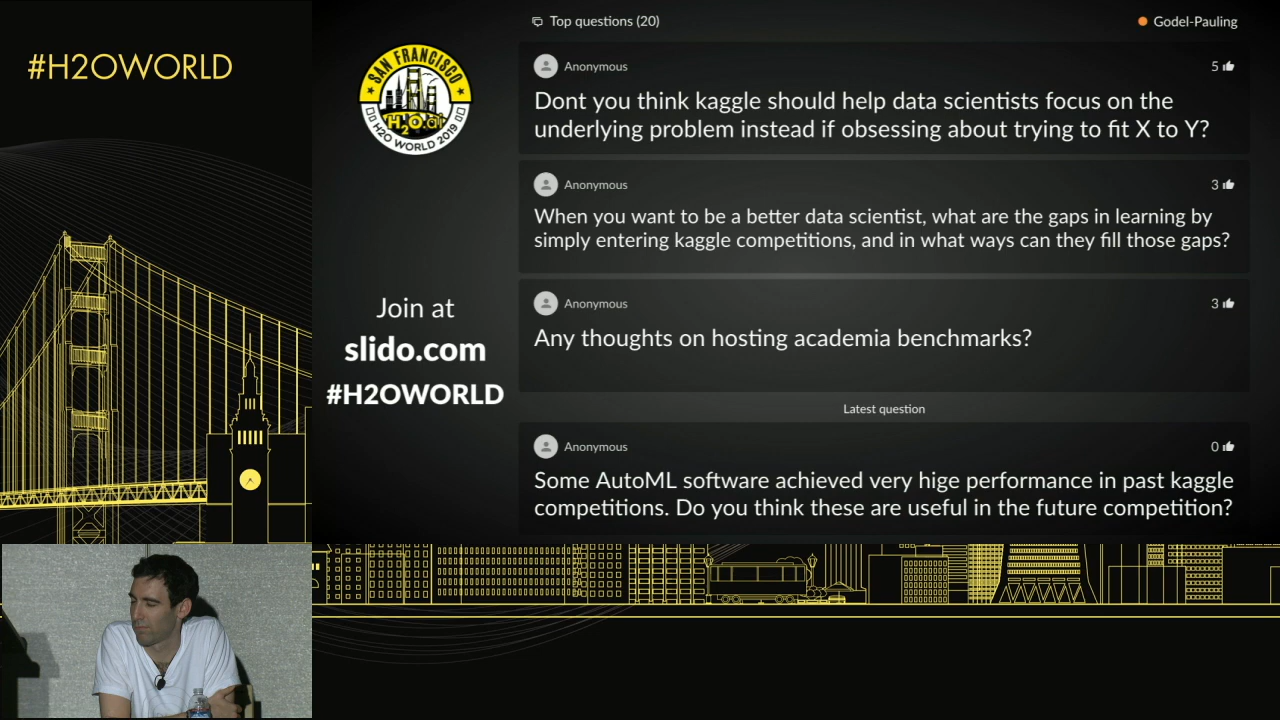 #H2OWORLD
SAN FRANCISCO
H2O.ai
H2O WORLD 2019
Join at
slido.com
#H2OWORLD
Top questions (20)
Godel-Pauling
Anonymous
5
Dont you think kaggle should help data scientists focus on the
underlying problem instead if obsessing about trying to fit X to Y?
Anonymous
3
When you want to be a better data scientist, what are the gaps in learning by
simply entering kaggle competitions, and in what ways can they fill those gaps?
Anonymous
3
Any thoughts on hosting academia benchmarks?
Latest question
Anonymous
0
Some AutoML software achieved very hige performance in past kaggle
competitions. Do you think these are useful in the future competition?